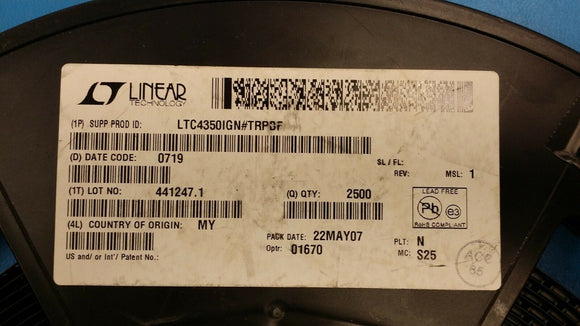 LINEAR
TECHNOLOGY
(1P) SUPP PROD ID: LTC4350IGN#TRPBF
(D) DATE CODE: 0719
SL / FL:
REV: MSL: 1
(1T) LOT NO: 441247.1
(Q) QTY: 2500
LEAD FREE
Pb e3
RoHS COMPLIANT
(4L) COUNTRY OF ORIGIN: MY
PACK DATE: 22MAY07
Optr: 01670
PLT: N
MC: S25
US and/ or Int'/ Patent No.: